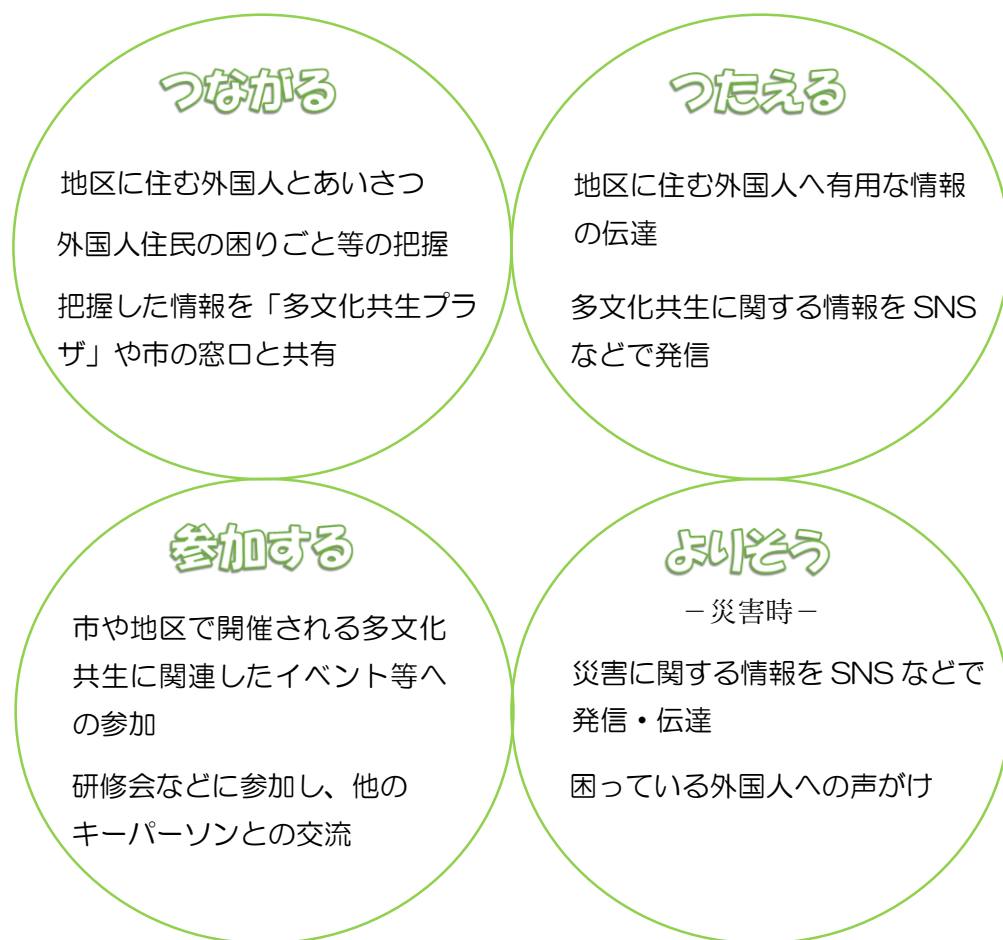 つながる
地区に住む外国人とあいさつ
外国人住民の困りごと等の把握
把握した情報を「多文化共生プラ
ザ」や市の窓口と共有
つたえる
地区に住む外国人へ有用な情報
の伝達
多文化共生に関する情報を SNS
などで発信
参加する
市や地区で開催される多文化
共生に関連したイベント等へ
の参加
研修会などに参加し、他の
キーパーソンとの交流
よりそう
－災害時－
災害に関する情報を SNS などで
発信・伝達
困っている外国人への声がけ